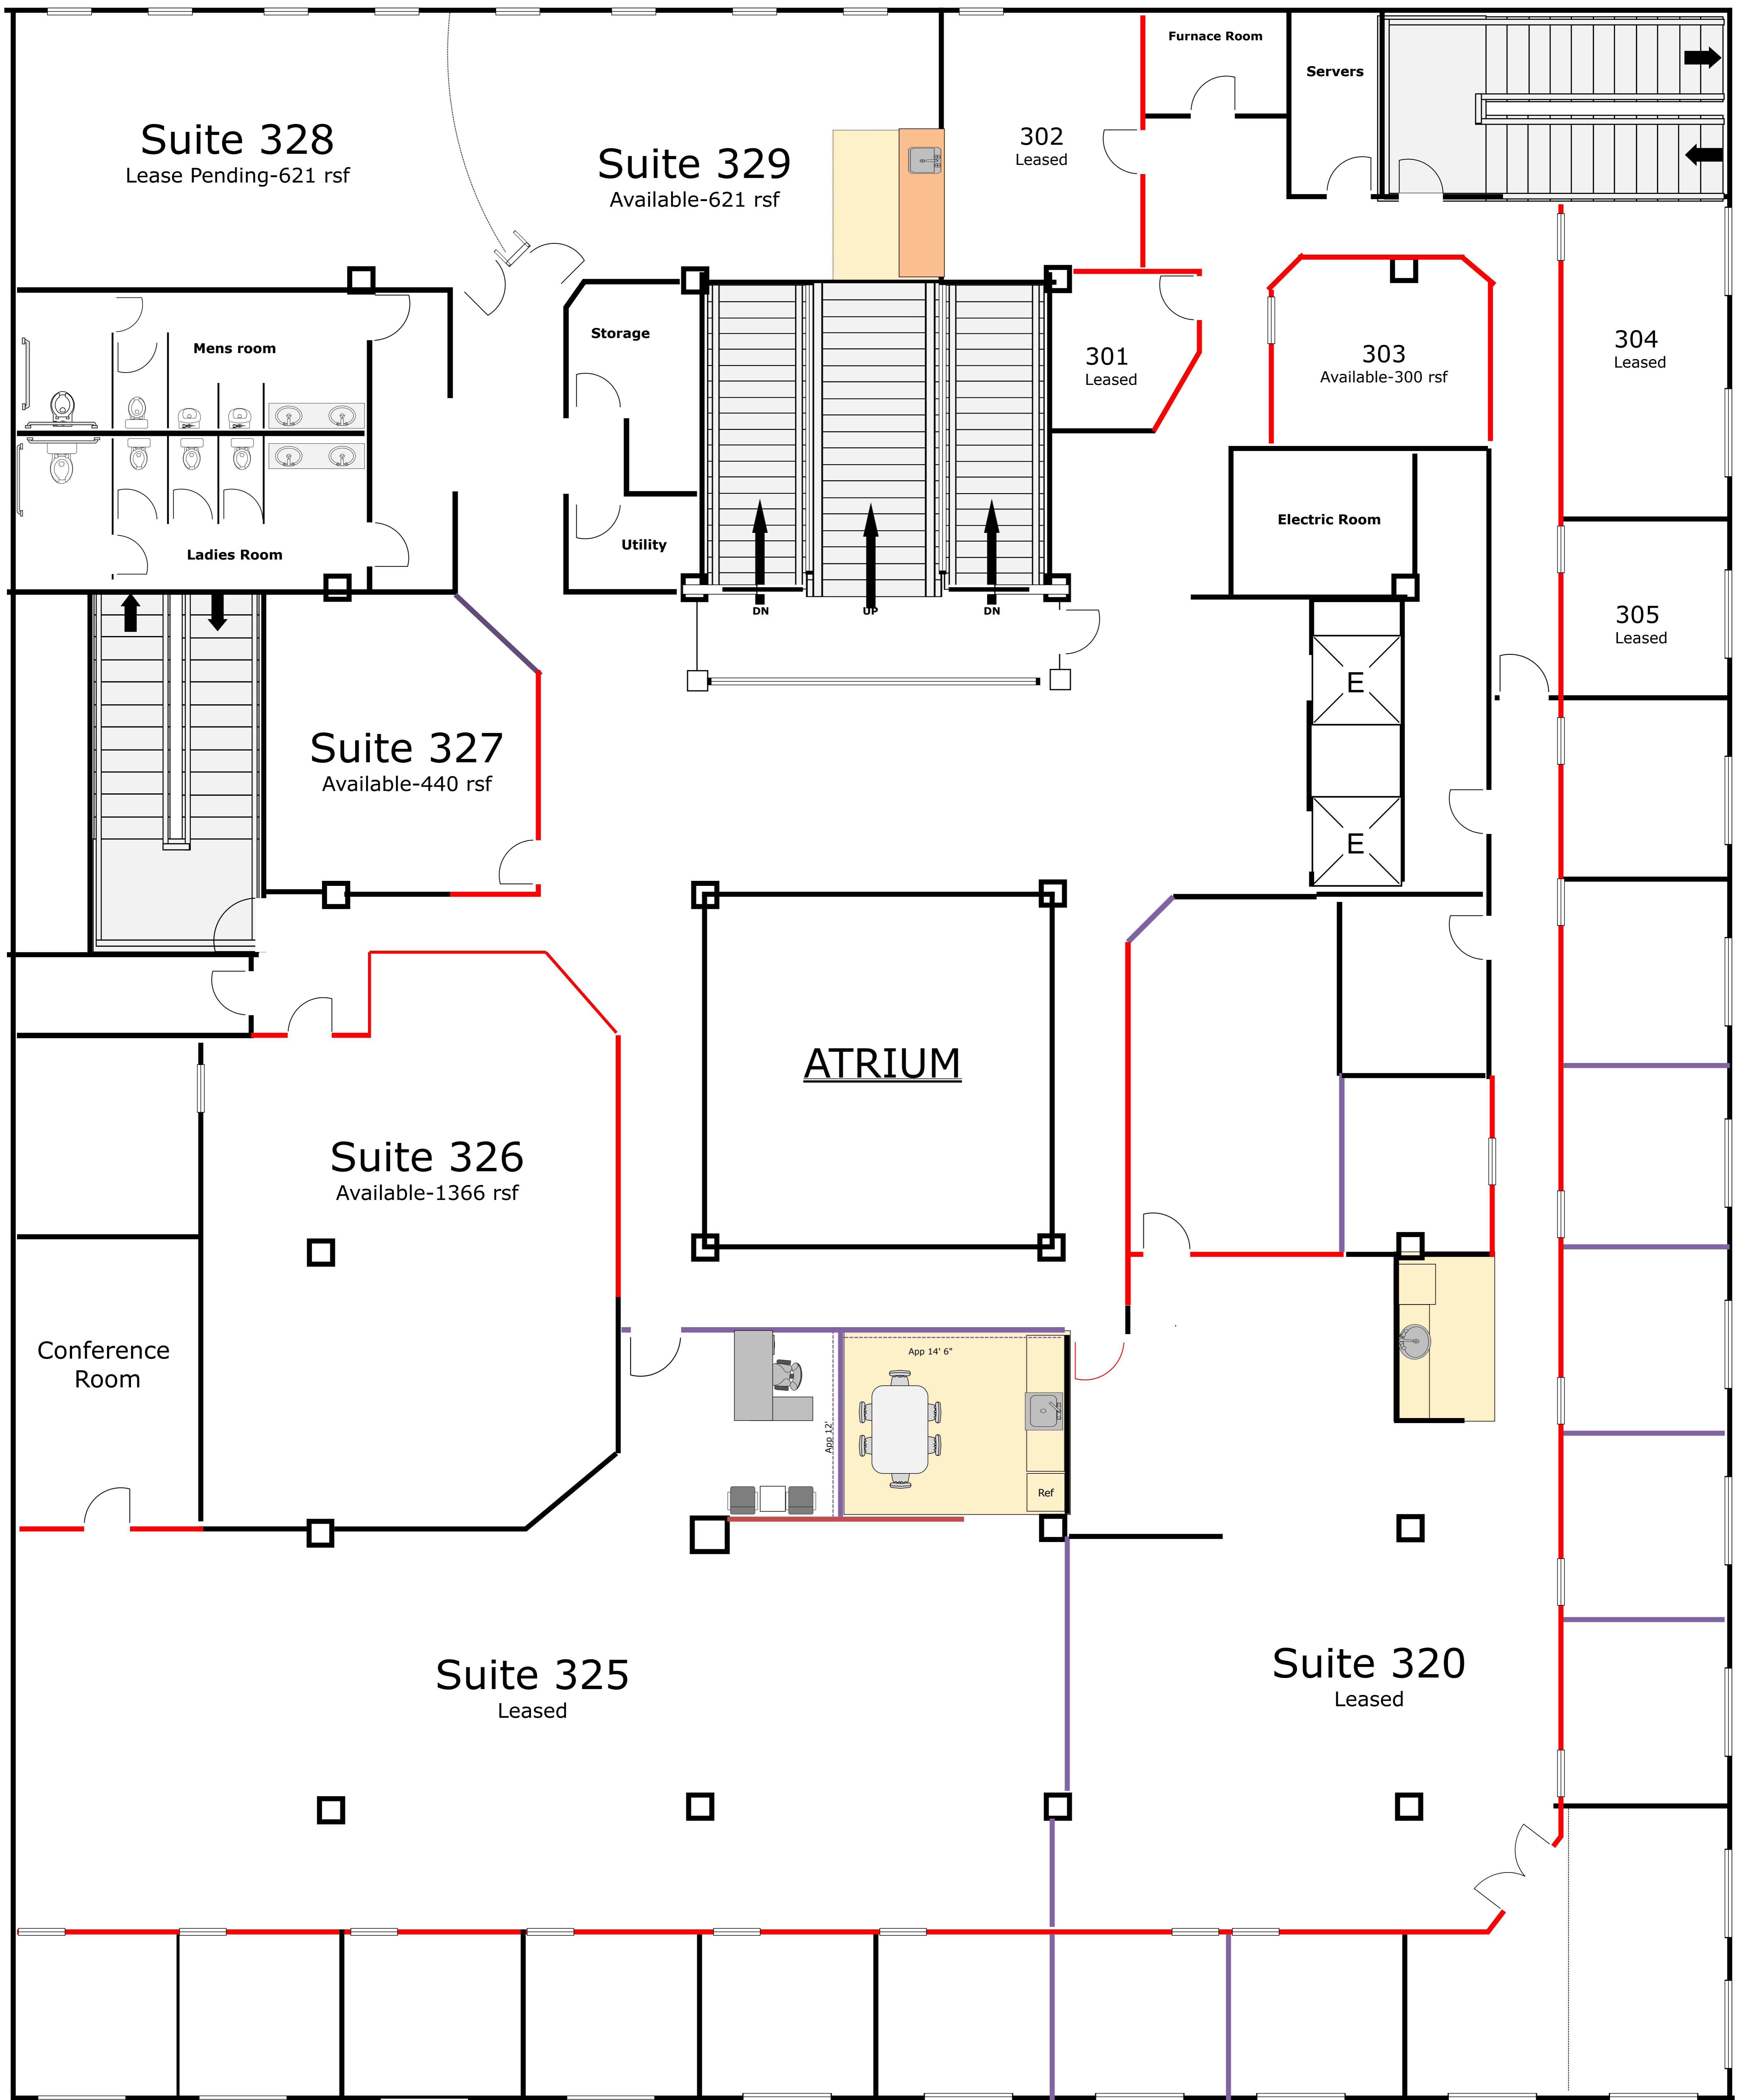 Furnace Room
Servers
Suite 328
Lease Pending-621 rsf
Suite 329
Available-621 rsf
302
Leased
Mens room
Storage
301
Leased
303
Available-300 rsf
304
Leased
Ladies Room
Utility
Electric Room
DN
UP
DN
305
Leased
E
Suite 327
Available-440 rsf
E
ATRIUM
Suite 326
Available-1366 rsf
Conference
Room
App 14' 6"
App 12'
Ref
Suite 325
Leased
Suite 320
Leased